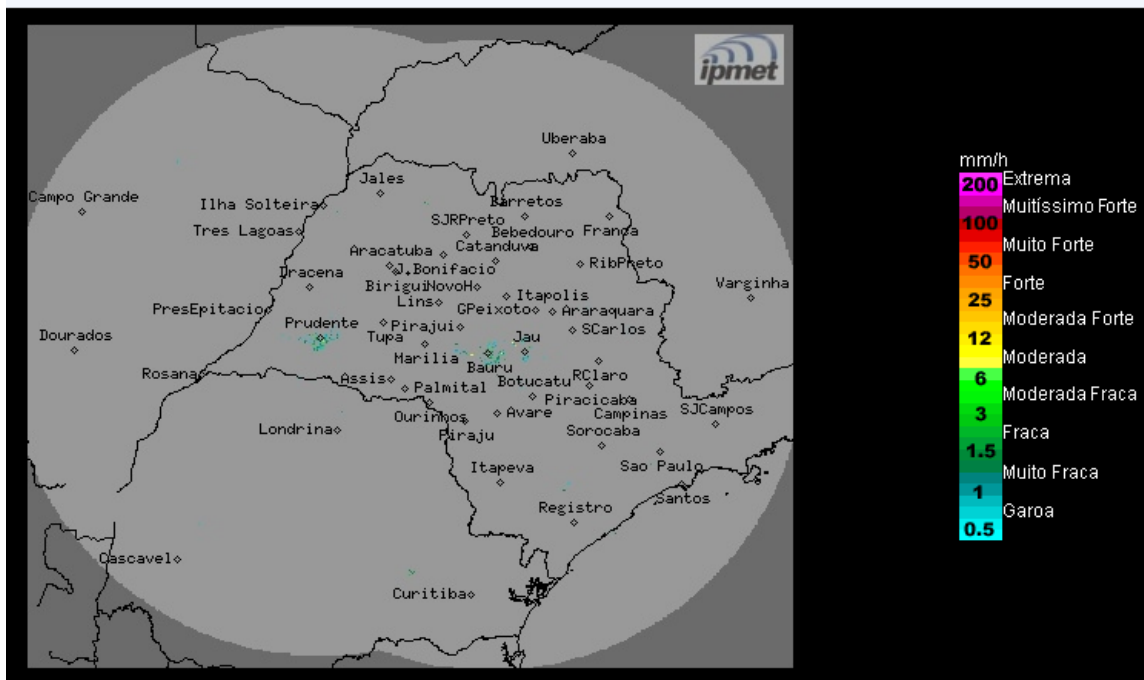 ipmet
Uberaba
Jales
Campo Grande
Ilha Solteira
Barretos
SJRPreto
Franca
Tres Lagoas
Bebedouro
Catanduva
Aracatuba
Dracena
J.Bonifacio
RibPreto
Birigui
NovoH
Varginha
Lins
Itapolis
PresEpitacio
GPeixoto
Araraquara
Prudente
Pirajui
SCarlos
Dourados
Tupa
Jau
Marilia
Bauru
Rosana
Assis
RClaro
Palmital
Botucatu
Piracicaba
Ourinhos
Avare
Campinas
SJCampos
Londrina
Piraju
Sorocaba
Itapeva
Sao Paulo
Santos
Registro
Cascavel
Curitiba
mm/h
200 Extrema
Muitíssimo Forte
100
Muito Forte
50
Forte
25
Moderada Forte
12
Moderada
6
Moderada Fraca
3
Fraca
1.5
Muito Fraca
1
Garoa
0.5